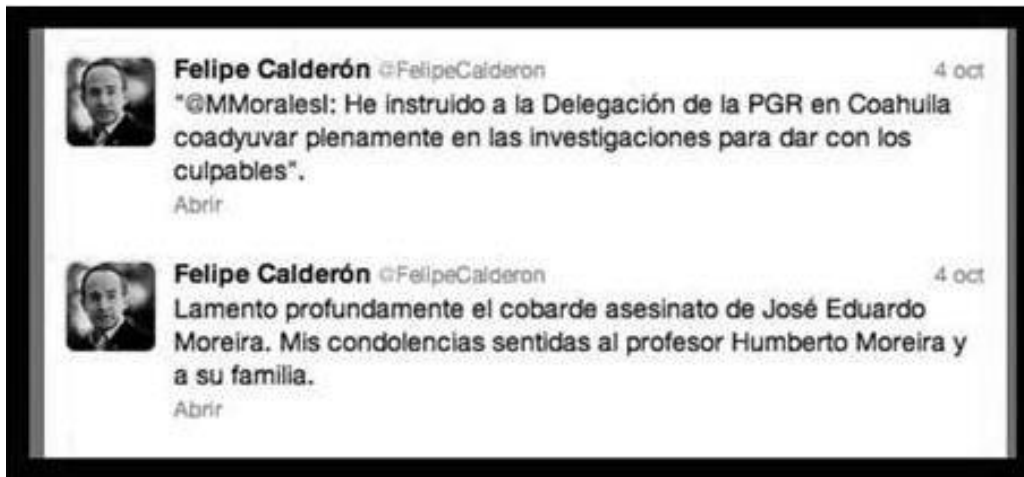 Felipe Calderón @FelipeCalderon 4 oct
"@MMoralesI: He instruido a la Delegación de la PGR en Coahuila
coadyuvar plenamente en las investigaciones para dar con los
culpables".
Abrir
Felipe Calderón @FelipeCalderon 4 oct
Lamento profundamente el cobarde asesinato de José Eduardo
Moreira. Mis condolencias sentidas al profesor Humberto Moreira y
a su familia.
Abrir